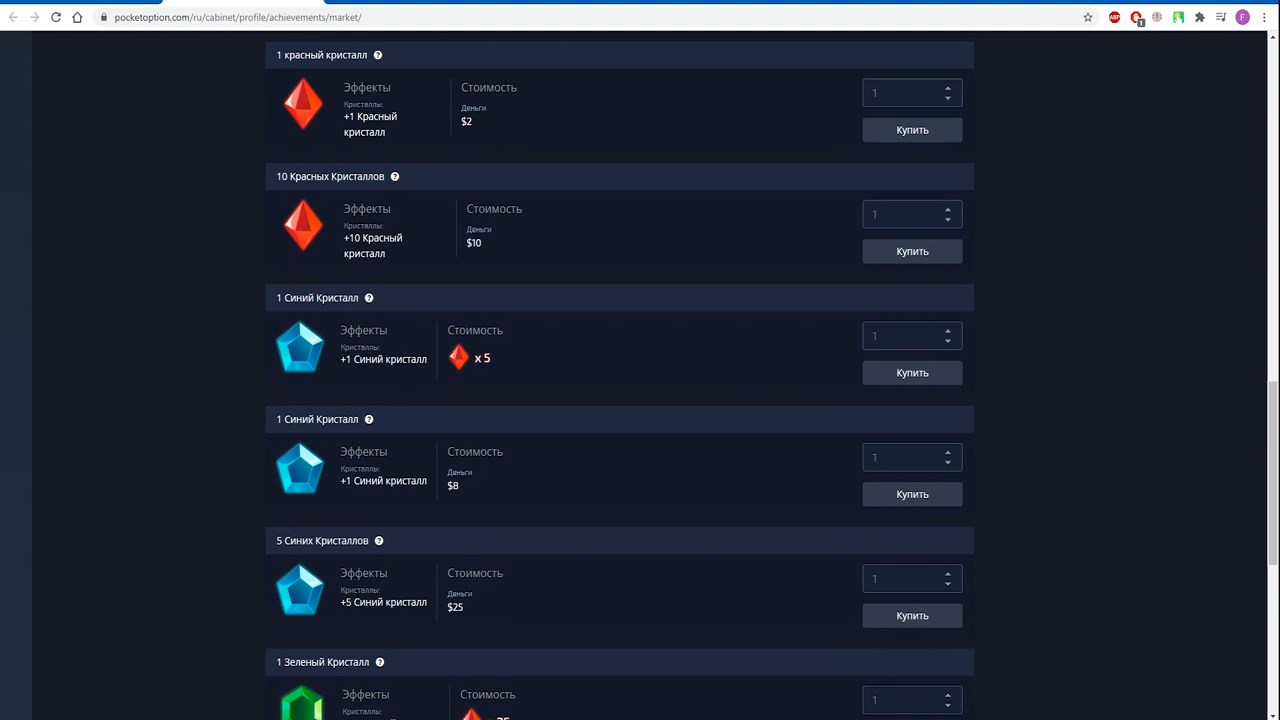 pocketoption.com/ru/cabinet/profile/achievements/market/
ABP
1
F
1 красный кристалл ?
Эффекты
Кристаллы:
+1 Красный
кристалл
Стоимость
Деньги
$2
1
Купить
10 Красных Кристаллов ?
Эффекты
Кристаллы:
+10 Красный
кристалл
Стоимость
Деньги
$10
1
Купить
1 Синий Кристалл ?
Эффекты
Кристаллы:
+1 Синий кристалл
Стоимость
x 5
1
Купить
1 Синий Кристалл ?
Эффекты
Кристаллы:
+1 Синий кристалл
Стоимость
Деньги
$8
1
Купить
5 Синих Кристаллов ?
Эффекты
Кристаллы:
+5 Синий кристалл
Стоимость
Деньги
$25
1
Купить
1 Зеленый Кристалл ?
Эффекты
Кристаллы:
Стоимость
1